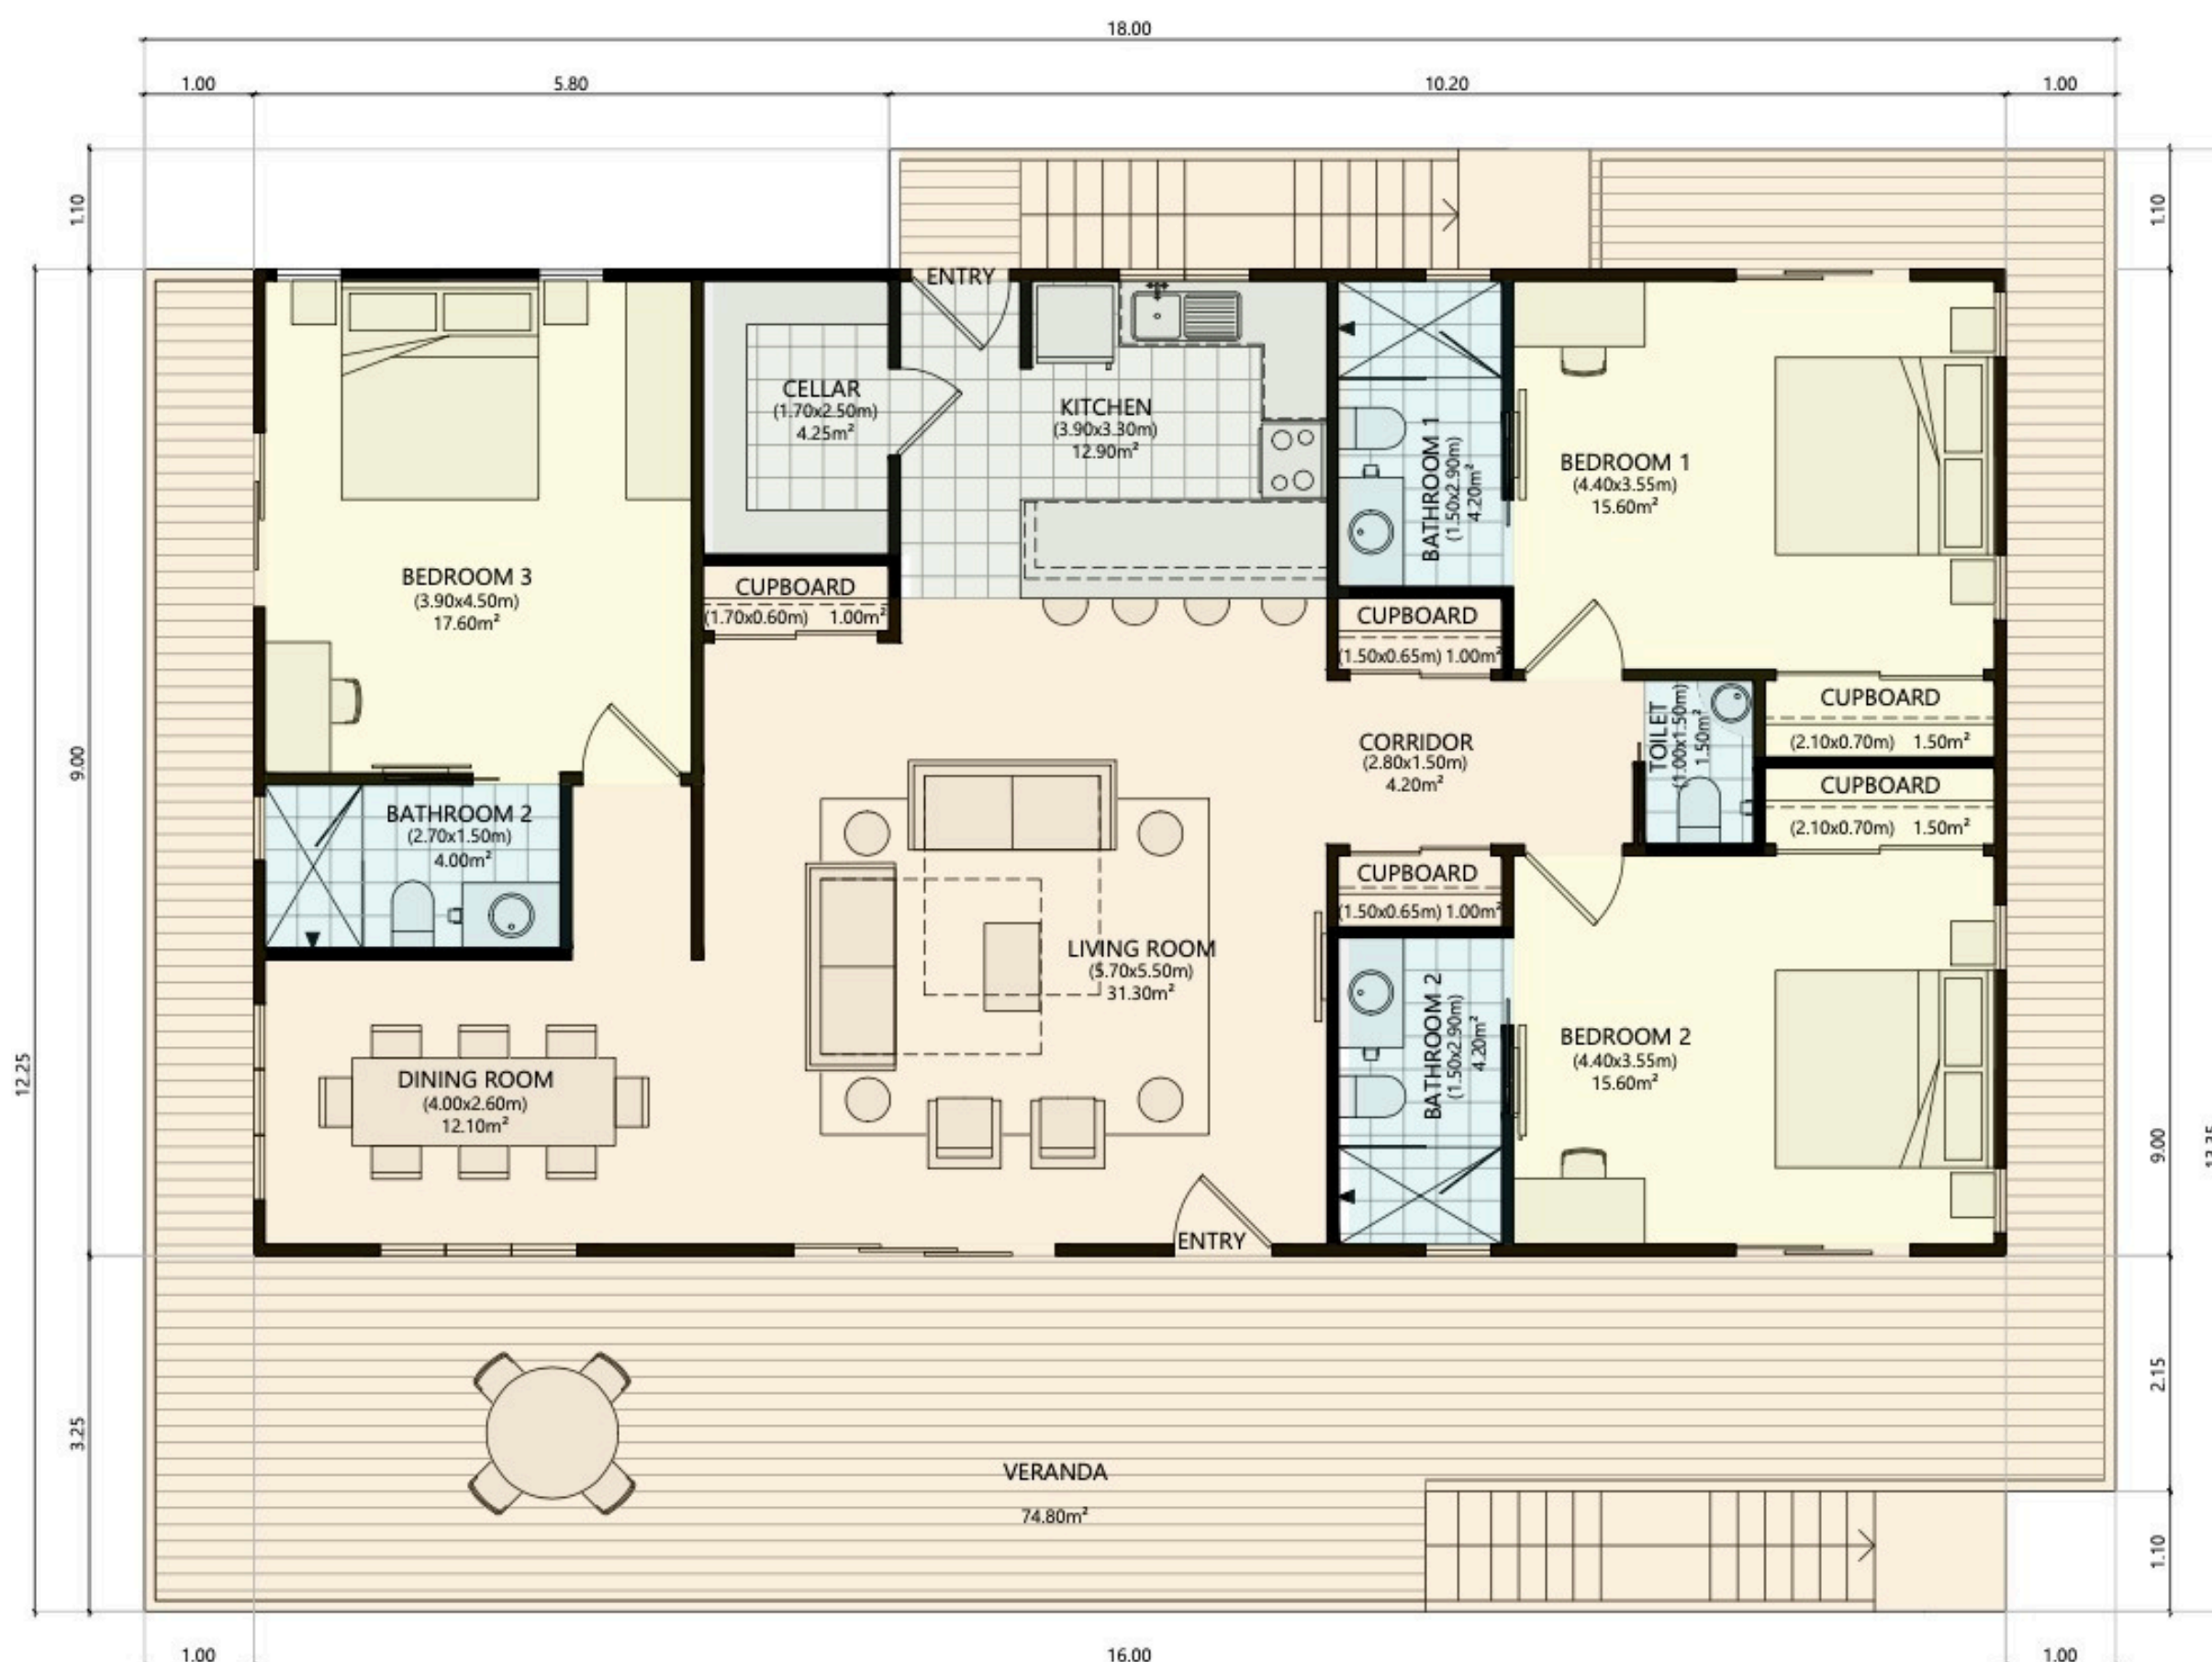 18.00
1.00
5.80
10.20
1.00
1.10
1.10
ENTRY
CELLAR
(1.70x2.50m)
4.25m²
KITCHEN
(3.90x3.30m)
12.90m²
BATHROOM 1
(1.50x2.90m)
4.20m²
BEDROOM 1
(4.40x3.55m)
15.60m²
BEDROOM 3
(3.90x4.50m)
17.60m²
CUPBOARD
(1.70x0.60m) 1.00m²
CUPBOARD
(1.50x0.65m) 1.00m²
TOILET
(1.00x1.50m)
1.50m²
CUPBOARD
(2.10x0.70m) 1.50m²
CORRIDOR
(2.80x1.50m)
4.20m²
9.00
CUPBOARD
(2.10x0.70m) 1.50m²
BATHROOM 2
(2.70x1.50m)
4.00m²
CUPBOARD
(1.50x0.65m) 1.00m²
LIVING ROOM
(5.70x5.50m)
31.30m²
BATHROOM 2
(1.50x2.90m)
4.20m²
BEDROOM 2
(4.40x3.55m)
15.60m²
12.25
DINING ROOM
(4.00x2.60m)
12.10m²
9.00
ENTRY
2.15
3.25
VERANDA
74.80m²
1.10
1.00
16.00
1.00